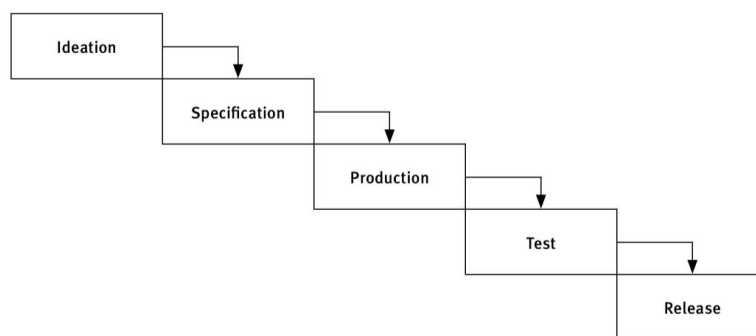 Ideation
Specification
Production
Test
Release